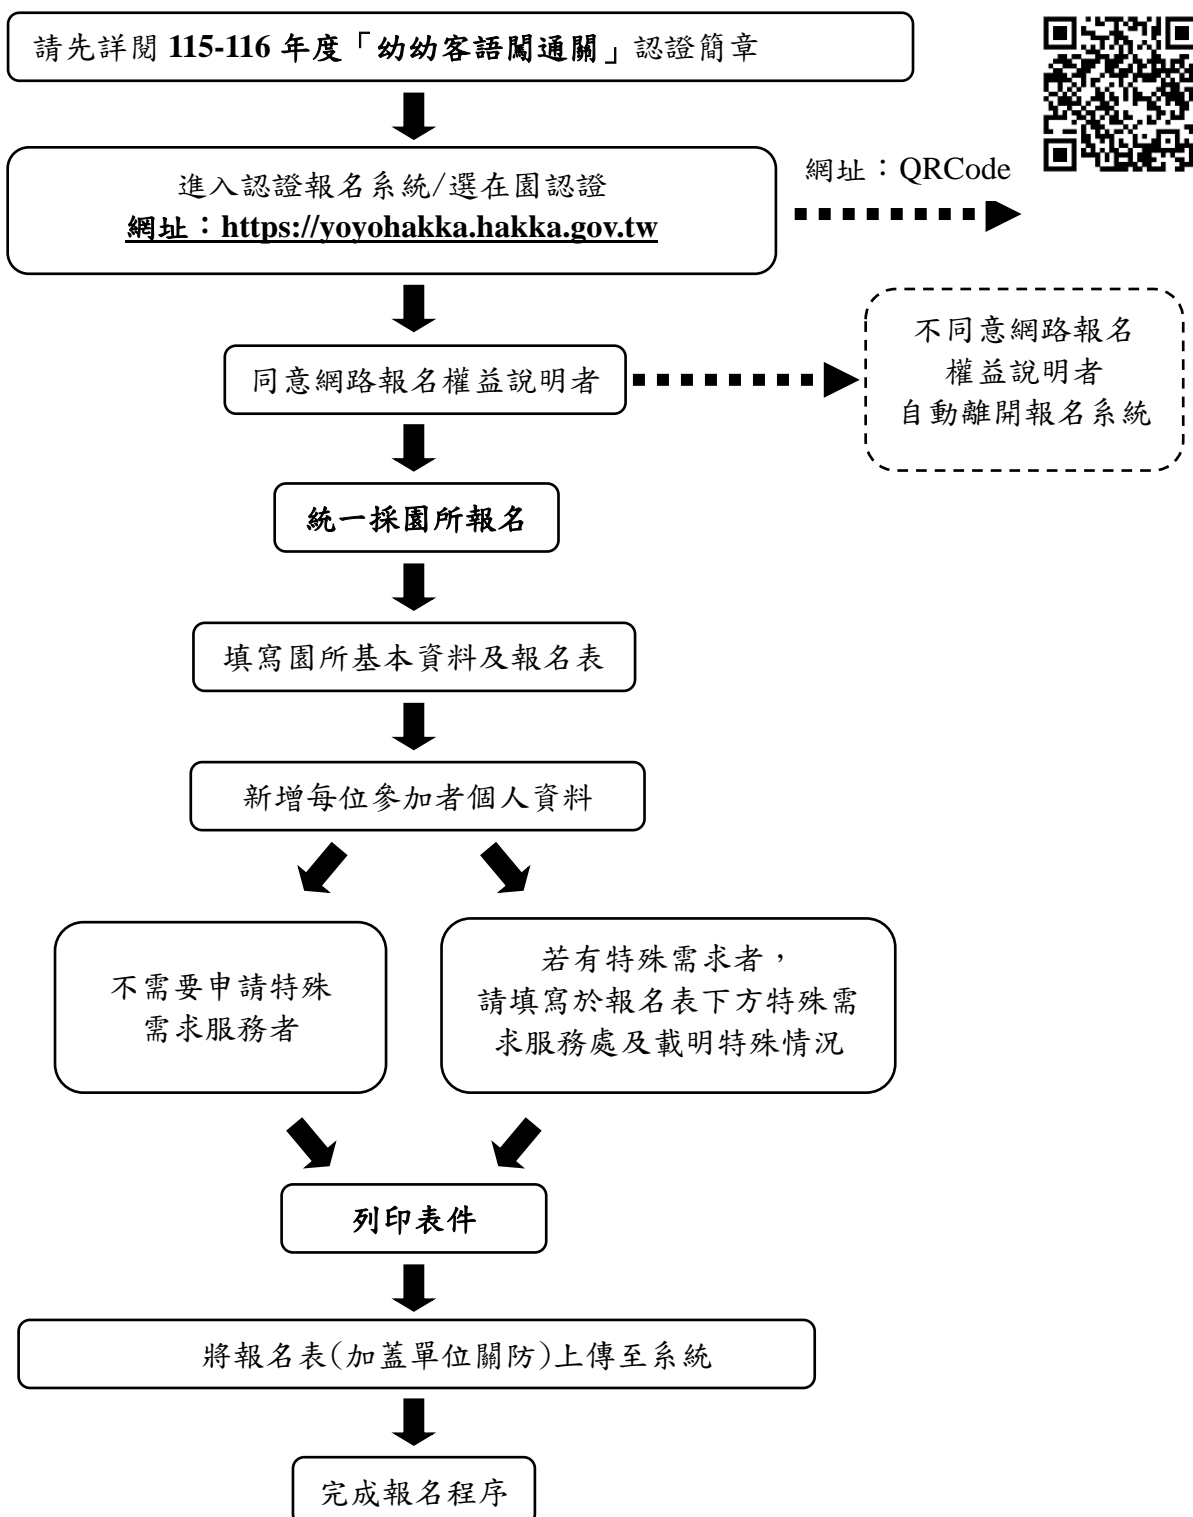 請先詳閱 115-116 年度「幼幼客語闖通關」認證簡章
進入認證報名系統/選在園認證
網址：https://yoyohakka.hakka.gov.tw
網址：QRCode
同意網路報名權益說明者
不同意網路報名
權益說明者
自動離開報名系統
統一採園所報名
填寫園所基本資料及報名表
新增每位參加者個人資料
不需要申請特殊
需求服務者
若有特殊需求者，
請填寫於報名表下方特殊需
求服務處及載明特殊情況
列印表件
將報名表(加蓋單位關防)上傳至系統
完成報名程序